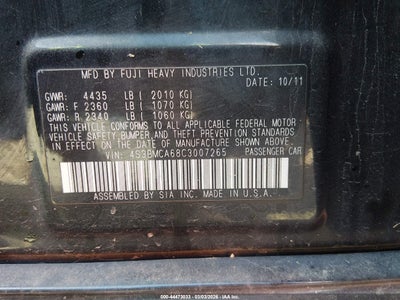 MFD BY FUJI HEAVY INDUSTRIES LTD.
DATE: 10/11
GVWR: 4435 LB ( 2010 KG)
GAWR: F 2360 LB ( 1070 KG)
GAWR: R 2340 LB ( 1060 KG)
THIS VEHICLE CONFORMS TO ALL APPLICABLE FEDERAL MOTOR
VEHICLE SAFETY, BUMPER, AND THEFT PREVENTION STANDARDS
IN EFFECT ON THE DATE OF MANUFACTURE SHOWN ABOVE.
VIN: 4S3BMCA68C3007265 PASSENGER CAR
ASSEMBLED BY SIA INC. MADE IN U.S.A.
000-44473033 - 03/03/2026 - IAA Inc.